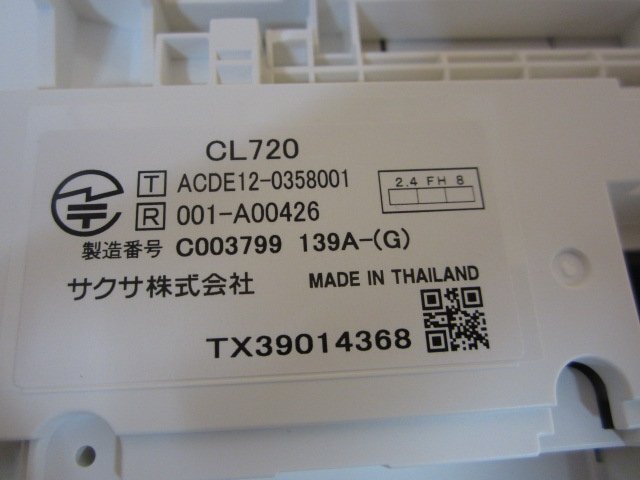 CL720
T ACDE12-0358001
2.4 FH 8
R 001-A00426
製造番号 C003799 139A-(G)
サクサ株式会社 MADE IN THAILAND
TX39014368